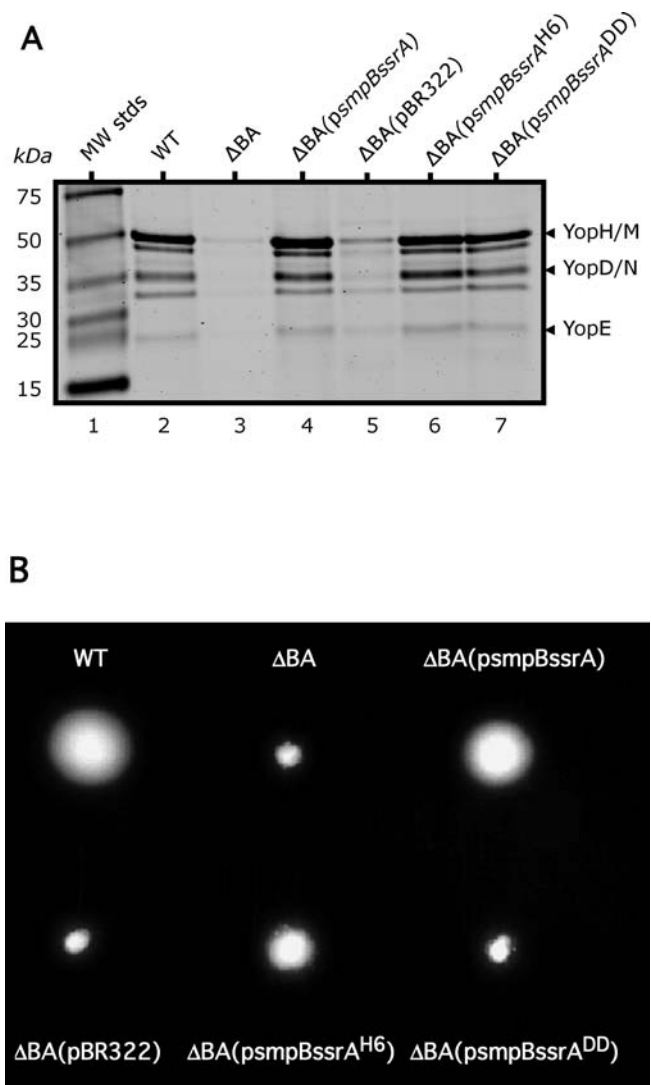 A
kDa
MW stds
WT
ΔBA
ΔBA(psmpBssrA)
ΔBA(pBR322)
ΔBA(psmpBssrA^H6)
ΔBA(psmpBssrA^DD)
75
50
35
30
25
15
YopH/M
YopD/N
YopE
1 2 3 4 5 6 7
B
WT ΔBA ΔBA(psmpBssrA)
ΔBA(pBR322) ΔBA(psmpBssrA^H6) ΔBA(psmpBssrA^DD)